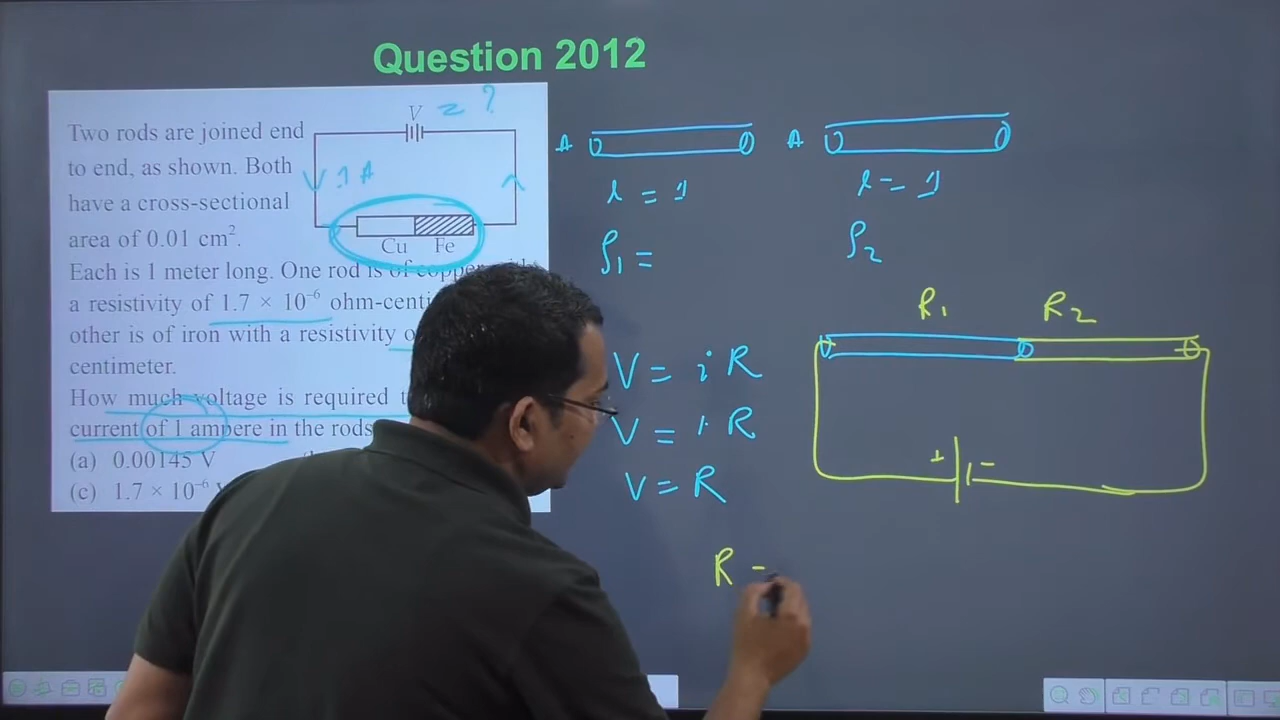 Question 2012
Two rods are joined end
to end, as shown. Both
have a cross-sectional
area of 0.01 cm².
Each is 1 meter long. One rod is of copper
a resistivity of 1.7 × 10⁻⁶
other is of iron with a resistivity
centimeter.
How much voltage is required
current of 1 ampere in the rods
(a) 0.00145 V
(c) 1.7 × 10⁻⁶
V = ?
1 A
Cu Fe
A
l = 1
ρ₁ =
A
l = 1
ρ₂
V = i R
V = 1 · R
V = R
R₁ R₂
+ −
R =